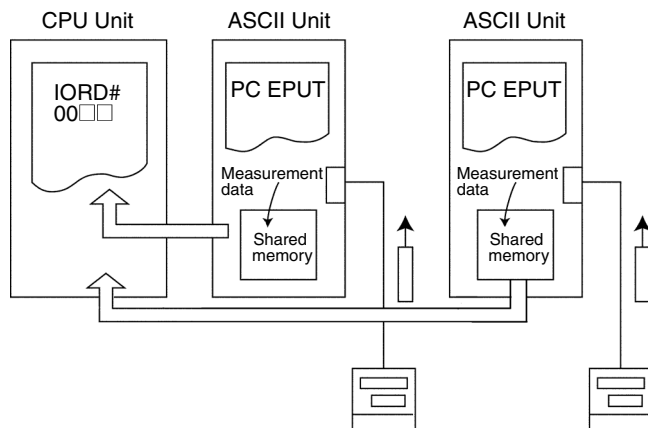 CPU Unit
ASCII Unit
ASCII Unit
IORD#
00□□
PC EPUT
PC EPUT
Measurement
data
Measurement
data
Shared
memory
Shared
memory